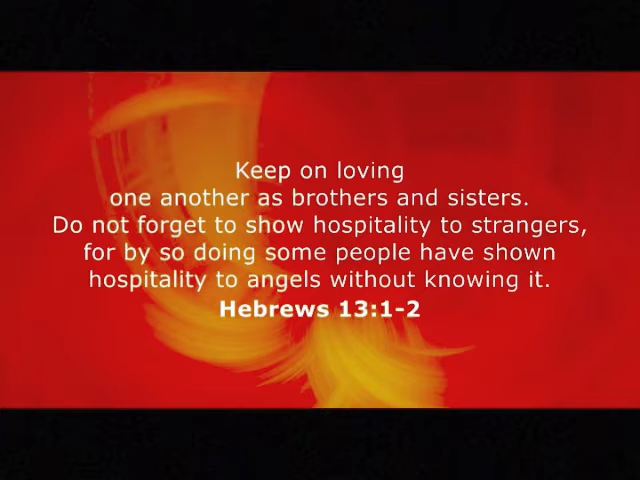 Keep on loving
one another as brothers and sisters.
Do not forget to show hospitality to strangers,
for by so doing some people have shown
hospitality to angels without knowing it.
Hebrews 13:1-2